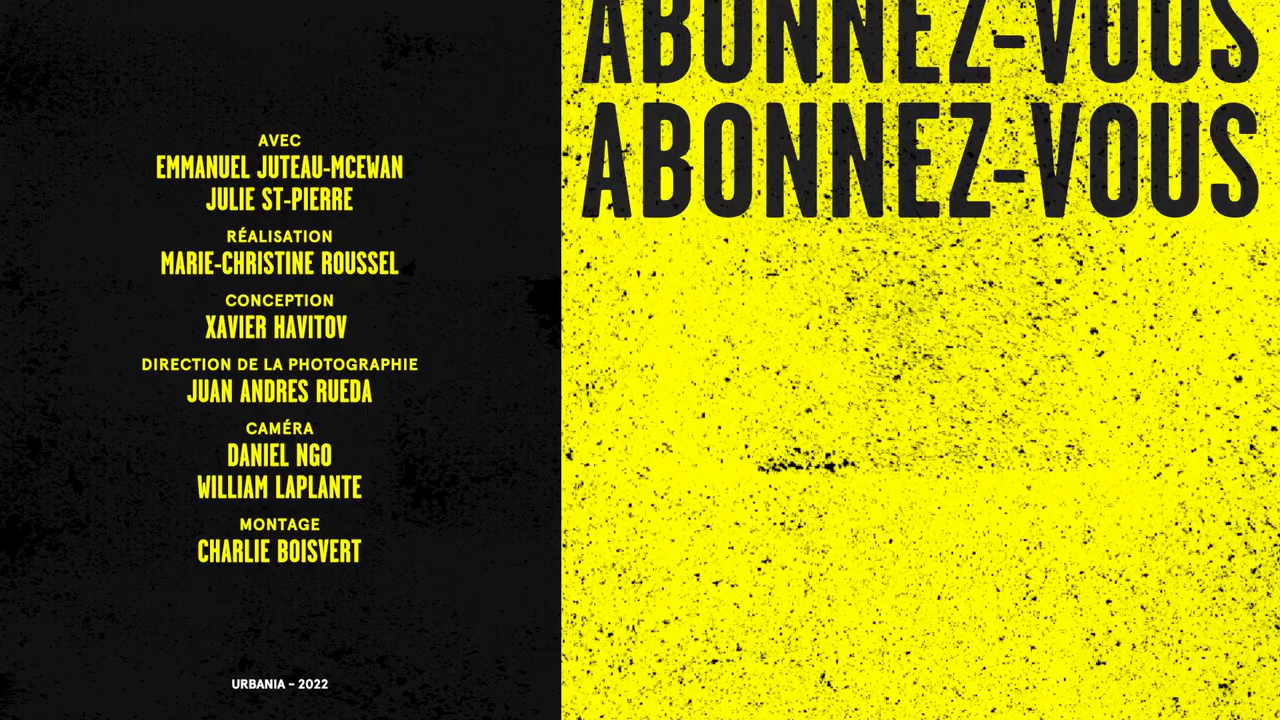 AVEC
EMMANUEL JUTEAU-MCEWAN
JULIE ST-PIERRE
RÉALISATION
MARIE-CHRISTINE ROUSSEL
CONCEPTION
XAVIER HAVITOV
DIRECTION DE LA PHOTOGRAPHIE
JUAN ANDRES RUEDA
CAMÉRA
DANIEL NGO
WILLIAM LAPLANTE
MONTAGE
CHARLIE BOISVERT
URBANIA - 2022
ABONNEZ-VOUS
ABONNEZ-VOUS